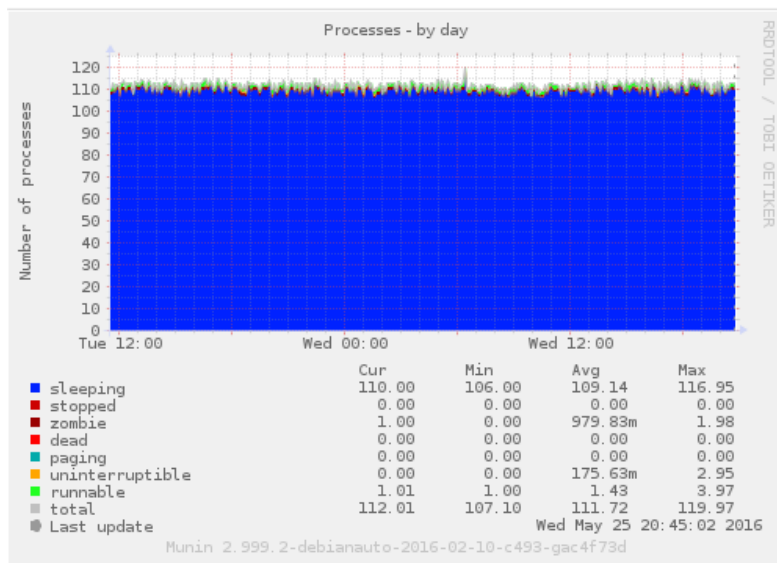 Processes - by day
RRDTOOL / TOBI OETIKER
Number of processes
120
110
100
90
80
70
60
50
40
30
20
10
0
Tue 12:00 Wed 00:00 Wed 12:00
Cur Min Avg Max
sleeping 110.00 106.00 109.14 116.95
stopped 0.00 0.00 0.00 0.00
zombie 1.00 0.00 979.83m 1.98
dead 0.00 0.00 0.00 0.00
paging 0.00 0.00 0.00 0.00
uninterruptible 0.00 0.00 175.63m 2.95
runnable 1.01 1.00 1.43 3.97
total 112.01 107.10 111.72 119.97
Last update Wed May 25 20:45:02 2016
Munin 2.999.2-debianauto-2016-02-10-c493-gac4f73d